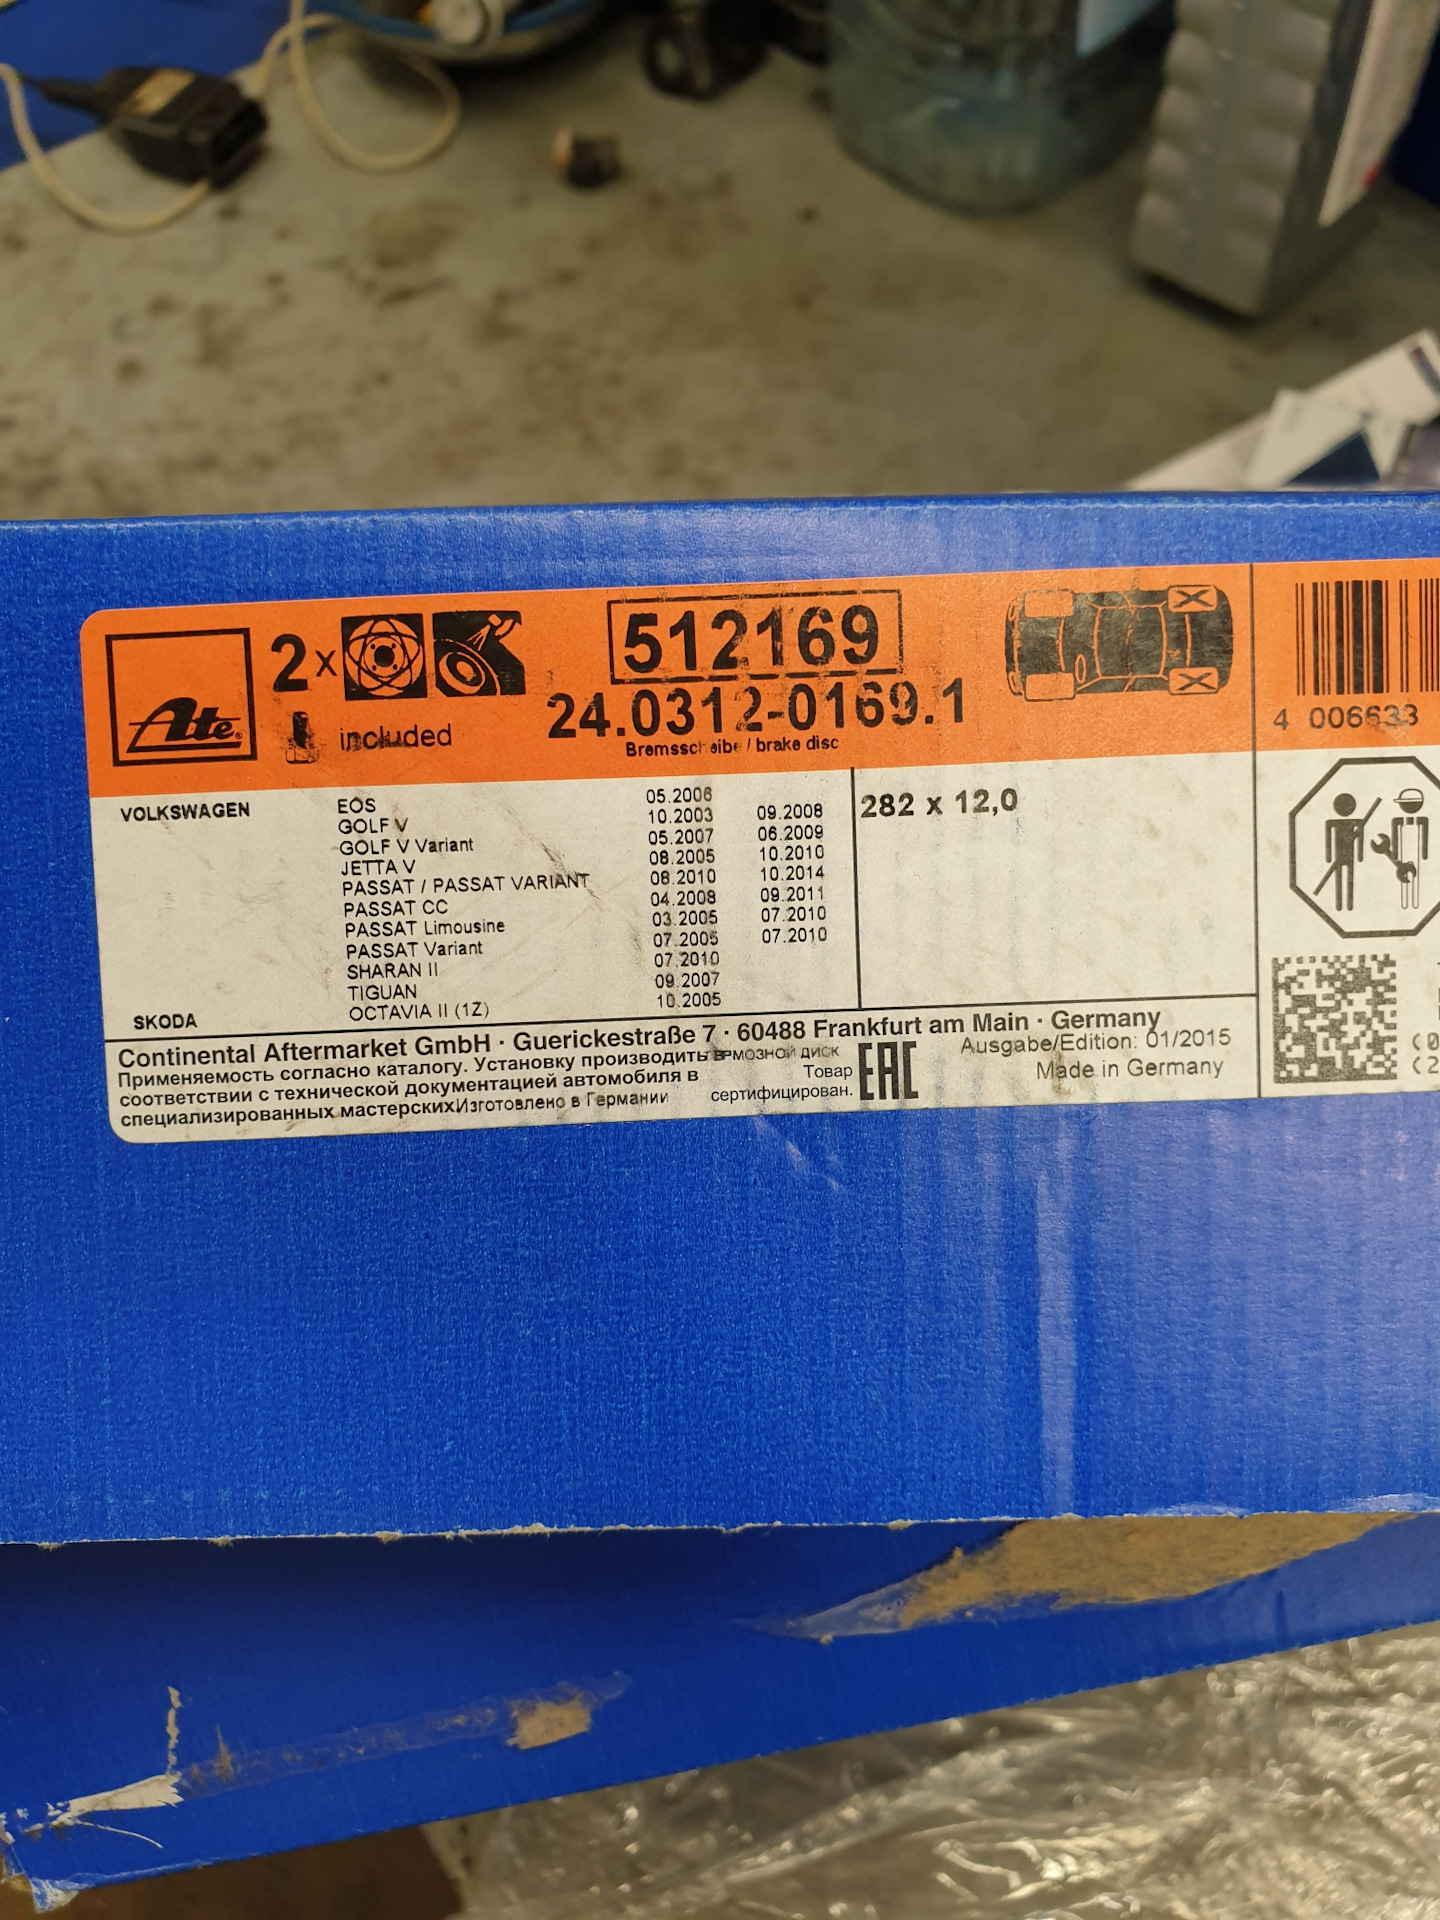 Ate®
2x
included
512169
24.0312-0169.1
Bremsscheibe / brake disc
4 006633
VOLKSWAGEN
EOS 05.2006
GOLF V 10.2003 09.2008
GOLF V Variant 05.2007 06.2009
JETTA V 08.2005 10.2010
PASSAT / PASSAT VARIANT 08.2010 10.2014
PASSAT CC 04.2008 09.2011
PASSAT Limousine 03.2005 07.2010
PASSAT Variant 07.2005 07.2010
SHARAN II 07.2010
TIGUAN 09.2007
SKODA OCTAVIA II (1Z) 10.2005
282 x 12,0
Continental Aftermarket GmbH · Guerickestraße 7 · 60488 Frankfurt am Main · Germany
Применяемость согласно каталогу. Установку производить в
соответствии с технической документацией автомобиля в
специализированных мастерских
Изготовлено в Германии
диск
Товар
сертифицирован.
EAC
Ausgabe/Edition: 01/2015
Made in Germany
(0
(2